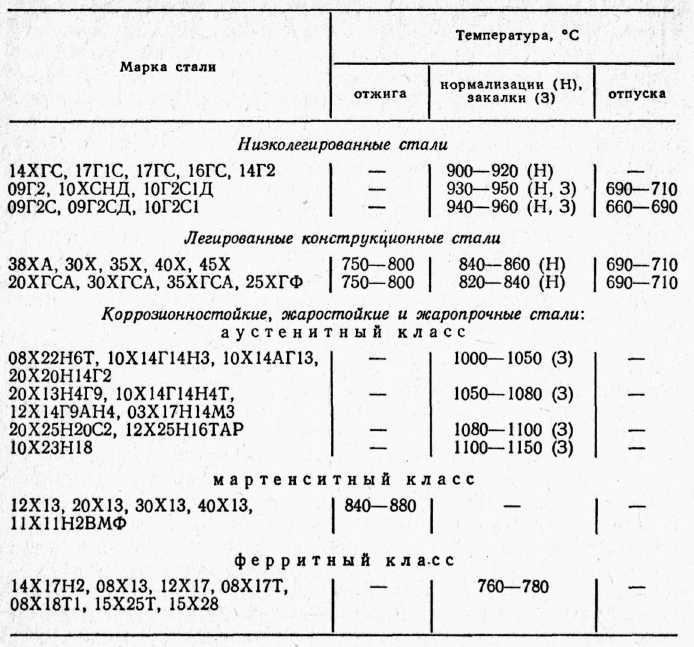 Марка стали
Температура, °С
отжига
нормализации (Н), закалки (З)
отпуска
Низколегированные стали
14ХГС, 17Г1С, 17ГС, 16ГС, 14Г2 — 900—920 (Н) —
09Г2, 10ХСНД, 10Г2С1Д — 930—950 (Н, З) 690—710
09Г2С, 09Г2СД, 10Г2С1 — 940—960 (Н, З) 660—690
Легированные конструкционные стали
38ХА, 30Х, 35Х, 40Х, 45Х 750—800 840—860 (Н) 690—710
20ХГСА, 30ХГСА, 35ХГСА, 25ХГФ 750—800 820—840 (Н) 690—710
Коррозионностойкие, жаростойкие и жаропрочные стали:
аустенитный класс
08Х22Н6Т, 10Х14Г14Н3, 10Х14АГ13, — 1000—1050 (З) —
20Х20Н14Г2
20Х13Н4Г9, 10Х14Г14Н4Т, — 1050—1080 (З) —
12Х14Г9АН4, 03Х17Н14М3
20Х25Н20С2, 12Х25Н16ТАР — 1080—1100 (З) —
10Х23Н18 — 1100—1150 (З) —
мартенситный класс
12Х13, 20Х13, 30Х13, 40Х13, 840—880 — —
11Х11Н2ВМФ
ферритный класс
14Х17Н2, 08Х13, 12Х17, 08Х17Т, — 760—780 —
08Х18Т1, 15Х25Т, 15Х28